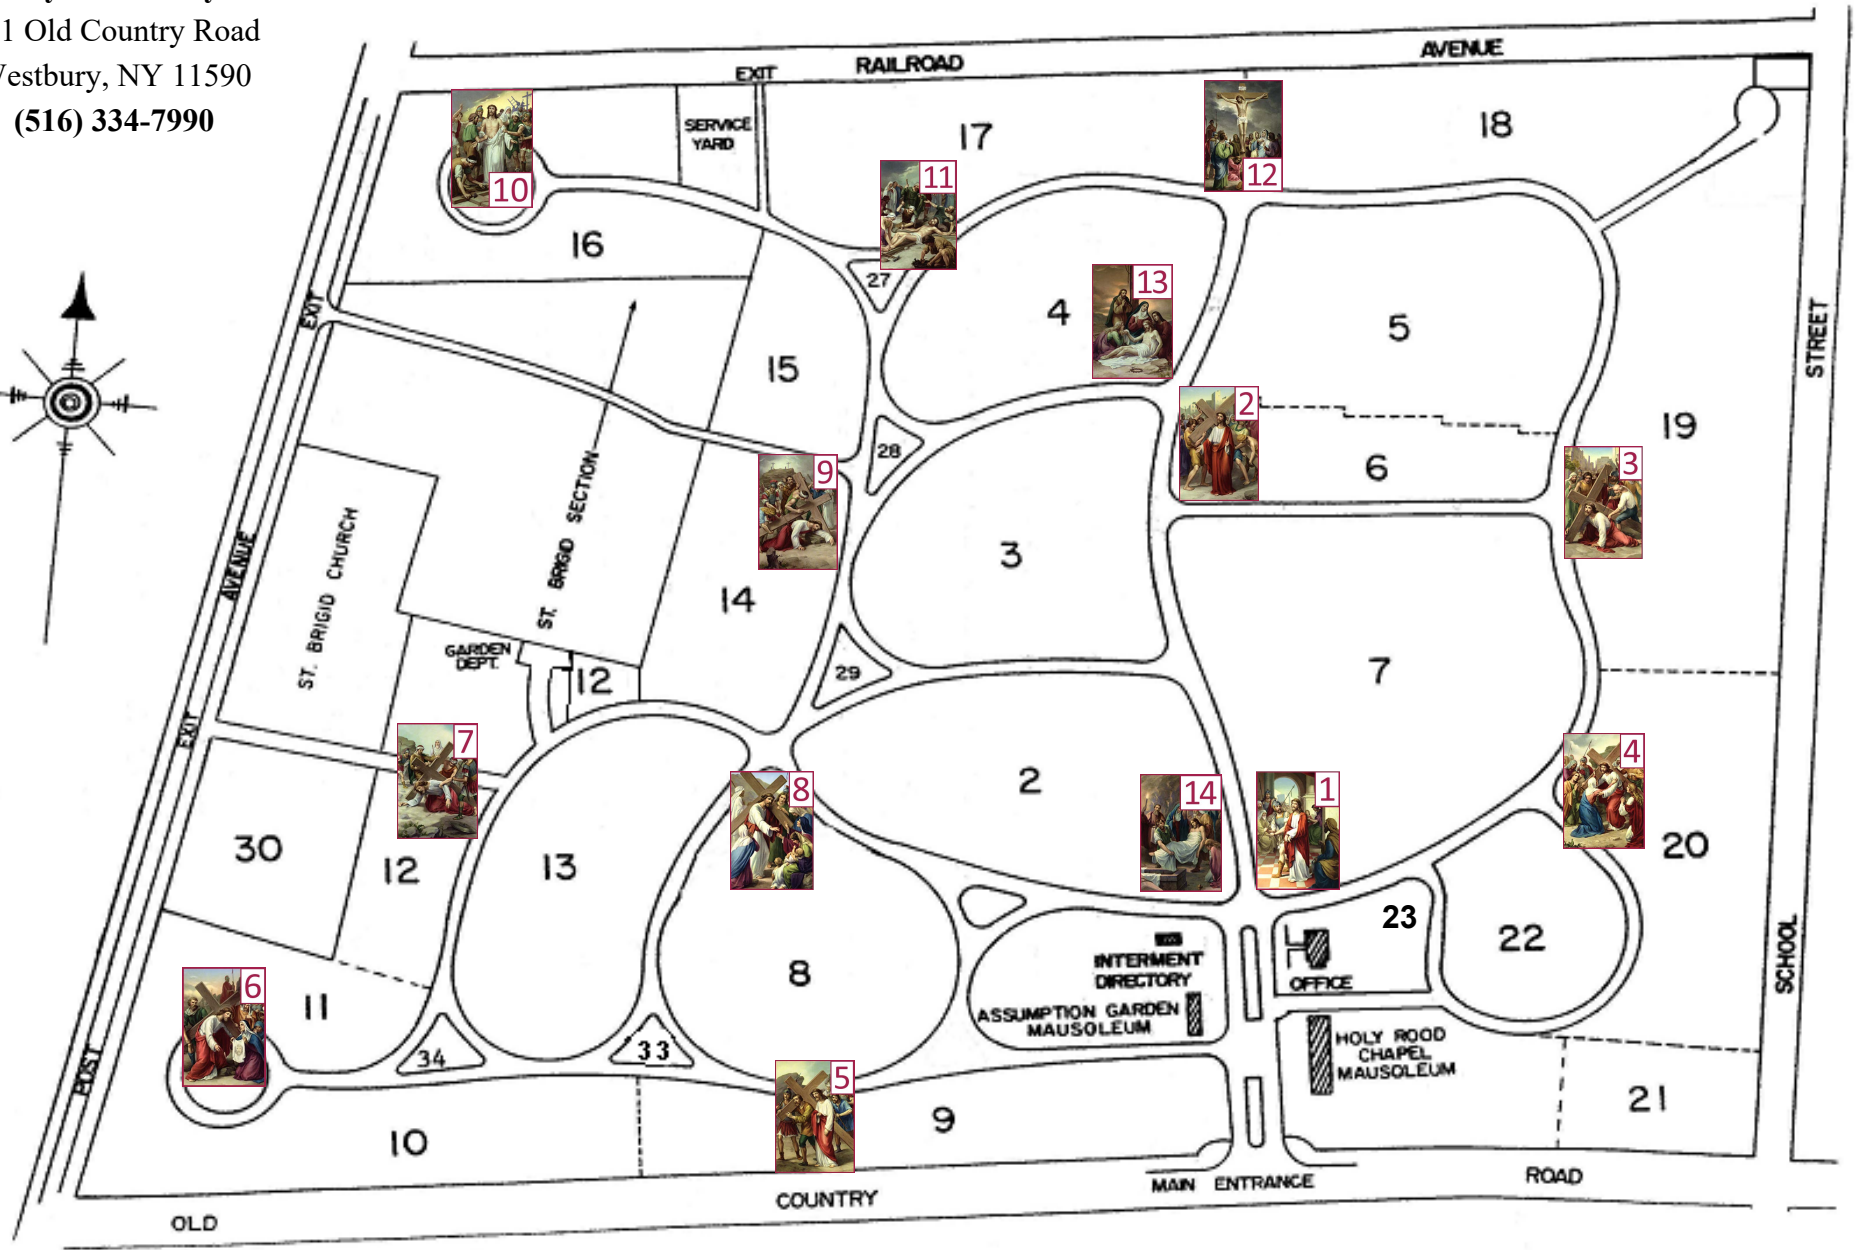 1 Old Country Road
Westbury, NY 11590
(516) 334-7990
RAILROAD AVENUE
EXIT
SERVICE
YARD
10
17
18
11
12
16
27
4
13
5
EXIT
15
STREET
2
19
28
6
3
9
ST. BRIGID SECTION
ST. BRIGID CHURCH
AVENUE
3
14
GARDEN
DEPT.
12
29
7
EXIT
7
4
8
2
14
1
30
12
13
20
23
22
8
INTERMENT
DIRECTORY
OFFICE
ASSUMPTION GARDEN
MAUSOLEUM
SCHOOL
6
11
34
33
HOLY ROOD
CHAPEL
MAUSOLEUM
POST
5
9
21
10
MAIN ENTRANCE
OLD COUNTRY ROAD